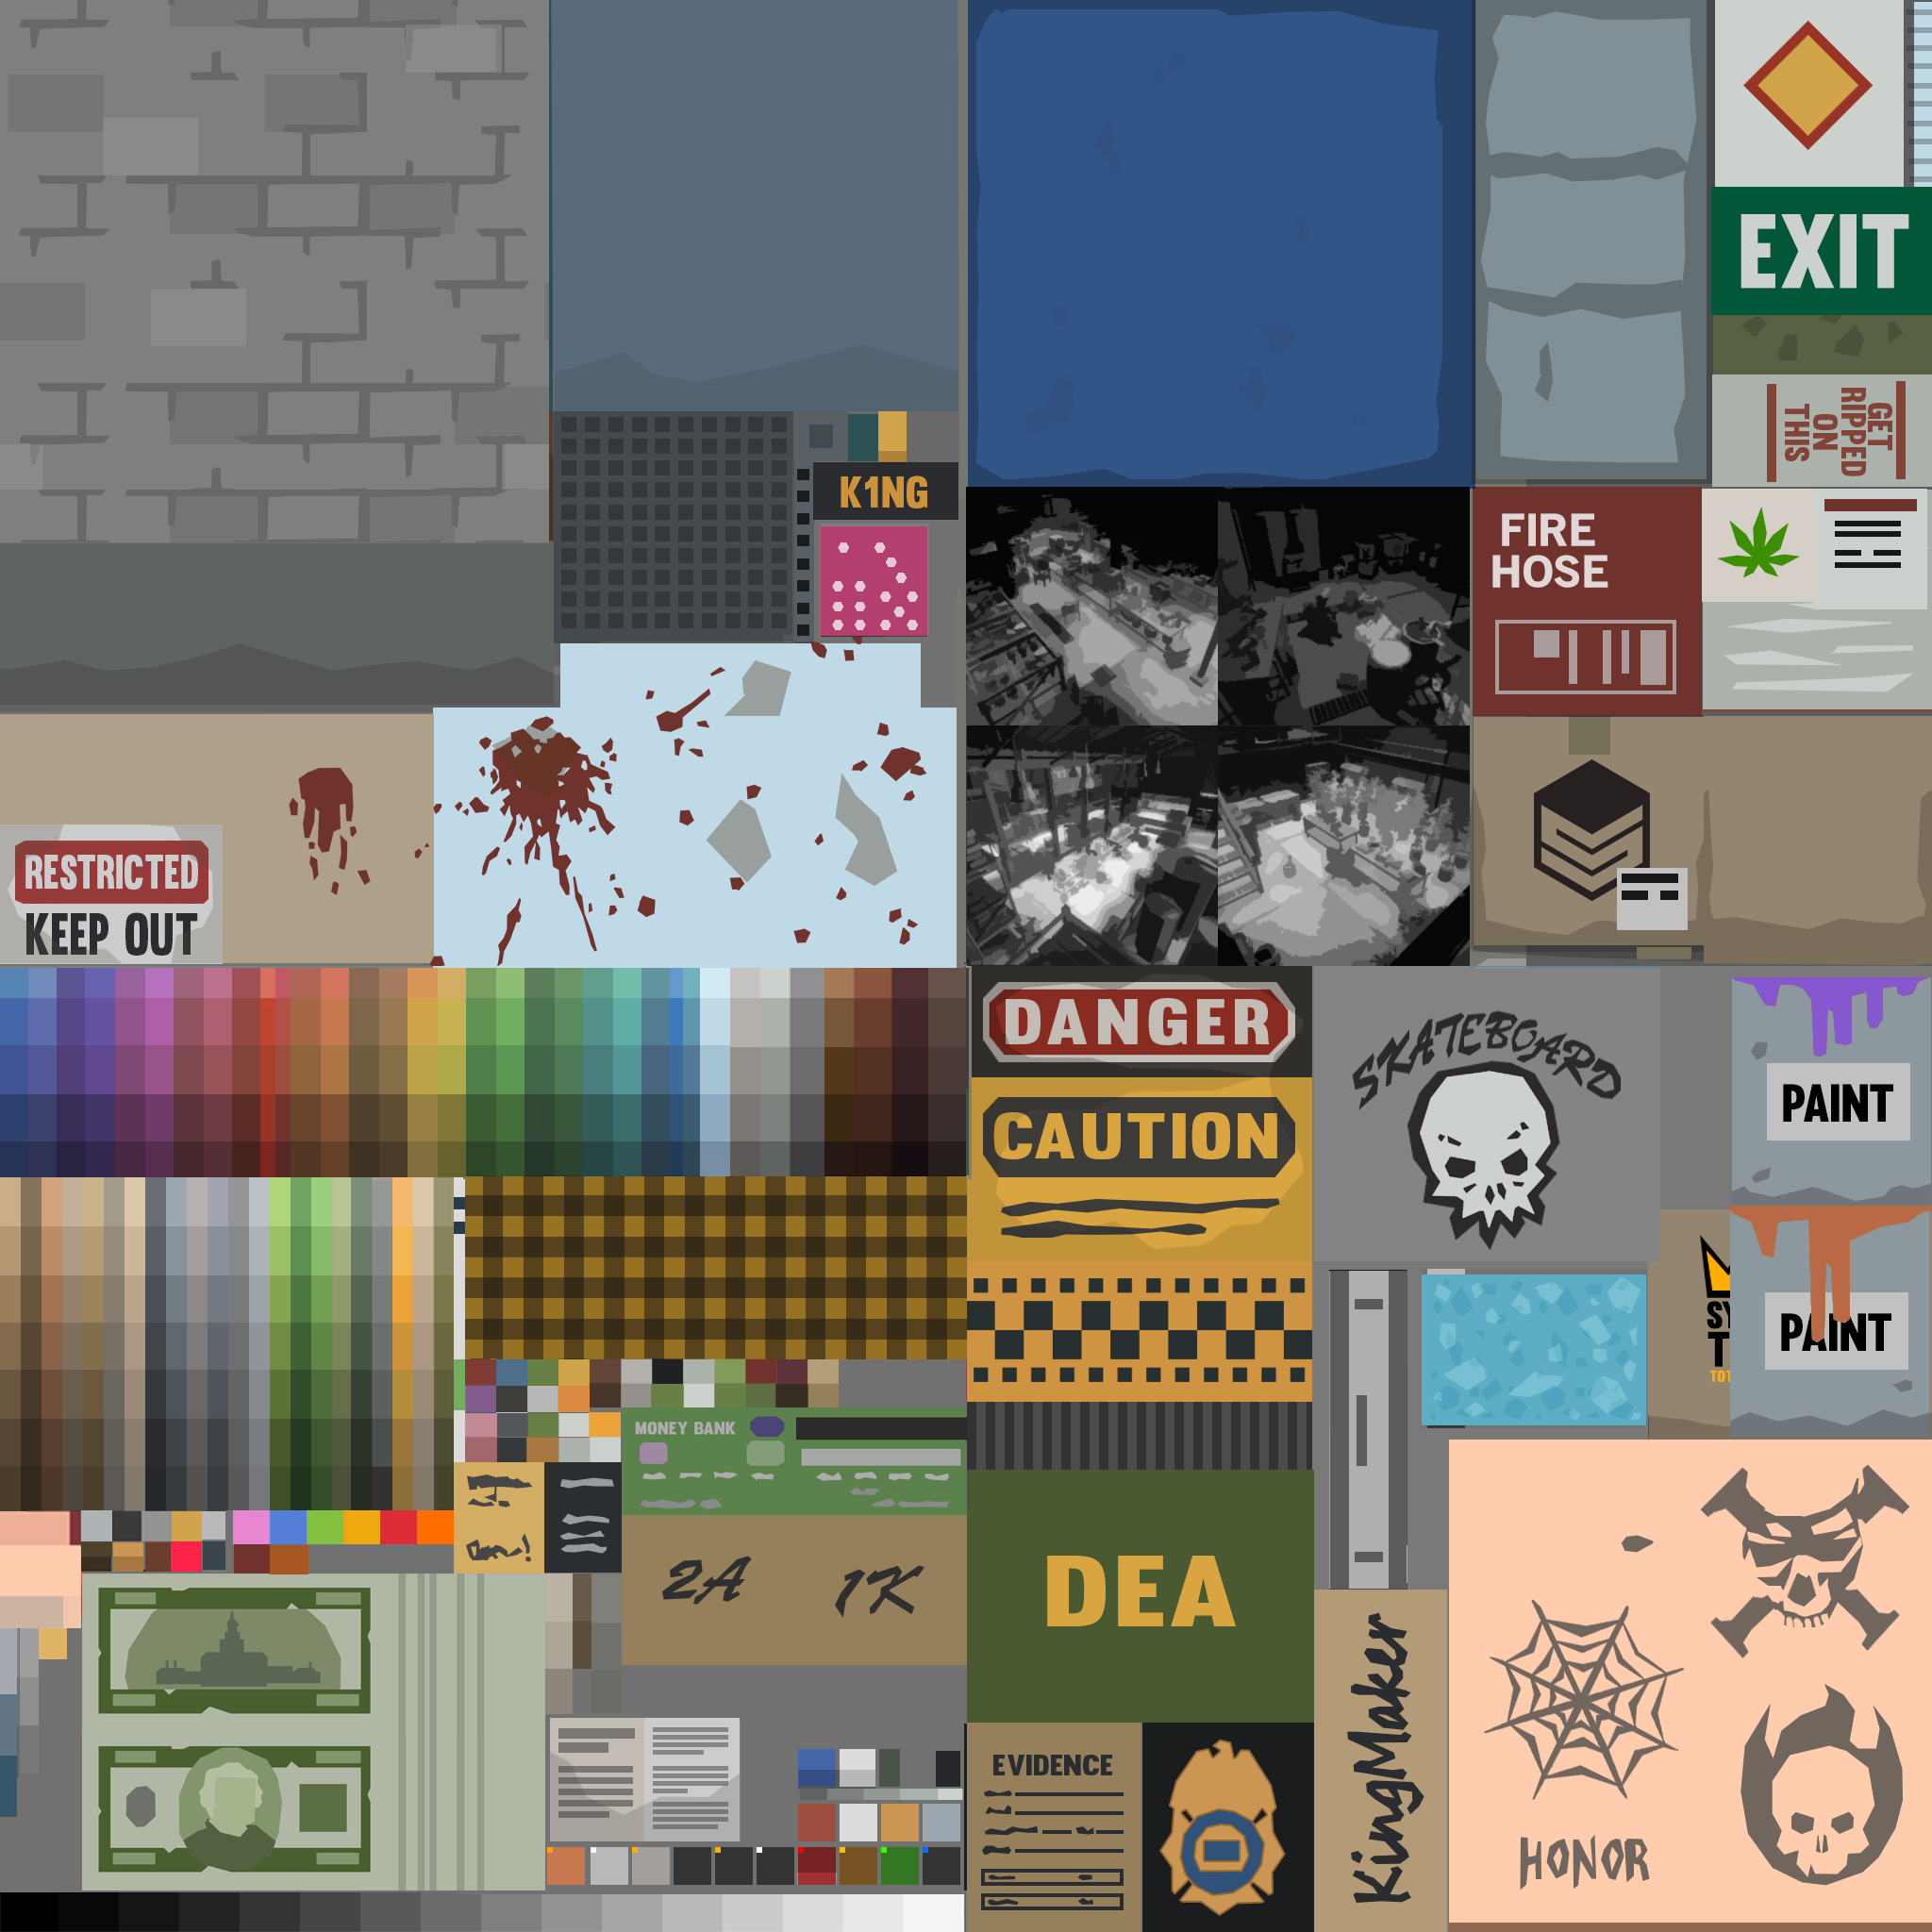 EXIT
GET
RIPPED
ON
THIS
K1NG
FIRE
HOSE
RESTRICTED
KEEP OUT
DANGER
CAUTION
SKATEBOARD
PAINT
PAINT
MONEY BANK
24
1K
DEA
EVIDENCE
KingMaker
HONOR